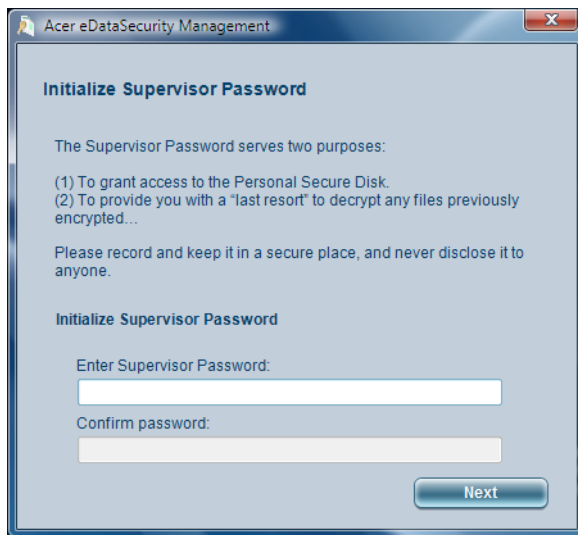 Acer eDataSecurity Management
Initialize Supervisor Password
The Supervisor Password serves two purposes:
(1) To grant access to the Personal Secure Disk.
(2) To provide you with a "last resort" to decrypt any files previously
encrypted...
Please record and keep it in a secure place, and never disclose it to
anyone.
Initialize Supervisor Password
Enter Supervisor Password:
Confirm password:
Next